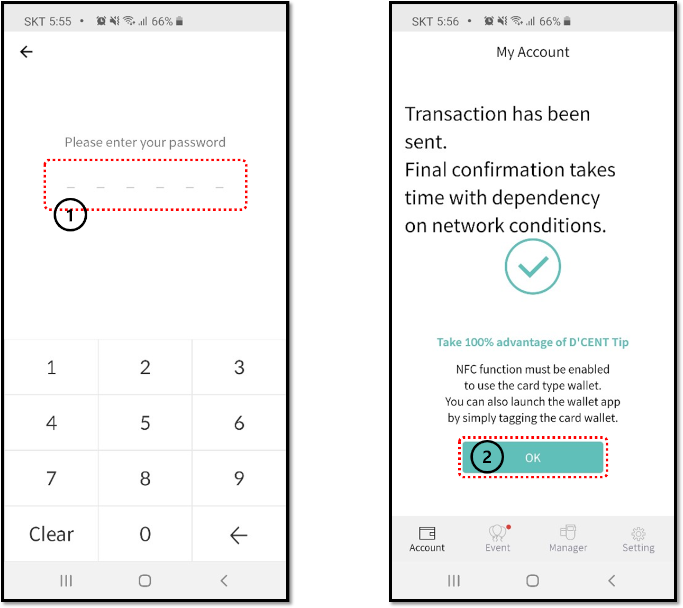 SKT 5:55 • 66%
Please enter your password
1
1 2 3
4 5 6
7 8 9
Clear 0
SKT 5:56 • 66%
My Account
Transaction has been
sent.
Final confirmation takes
time with dependency
on network conditions.
Take 100% advantage of D'CENT Tip
NFC function must be enabled
to use the card type wallet.
You can also launch the wallet app
by simply tagging the card wallet.
2 OK
Account Event Manager Setting